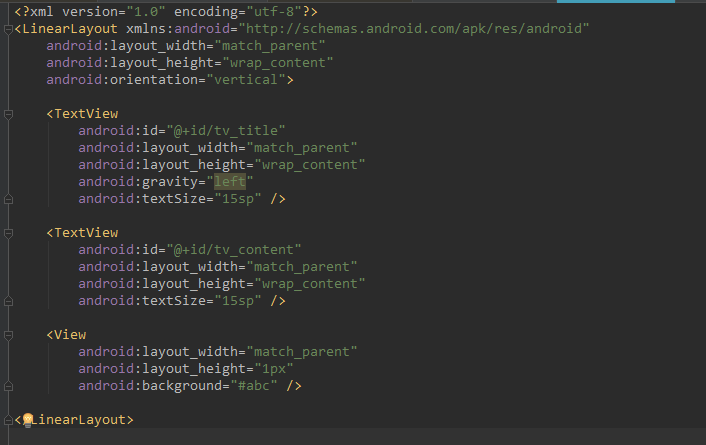 <?xml version="1.0" encoding="utf-8"?>
<LinearLayout xmlns:android="http://schemas.android.com/apk/res/android"
    android:layout_width="match_parent"
    android:layout_height="wrap_content"
    android:orientation="vertical">

    <TextView
        android:id="@+id/tv_title"
        android:layout_width="match_parent"
        android:layout_height="wrap_content"
        android:gravity="left"
        android:textSize="15sp" />

    <TextView
        android:id="@+id/tv_content"
        android:layout_width="match_parent"
        android:layout_height="wrap_content"
        android:textSize="15sp" />

    <View
        android:layout_width="match_parent"
        android:layout_height="1px"
        android:background="#abc" />

<LinearLayout>